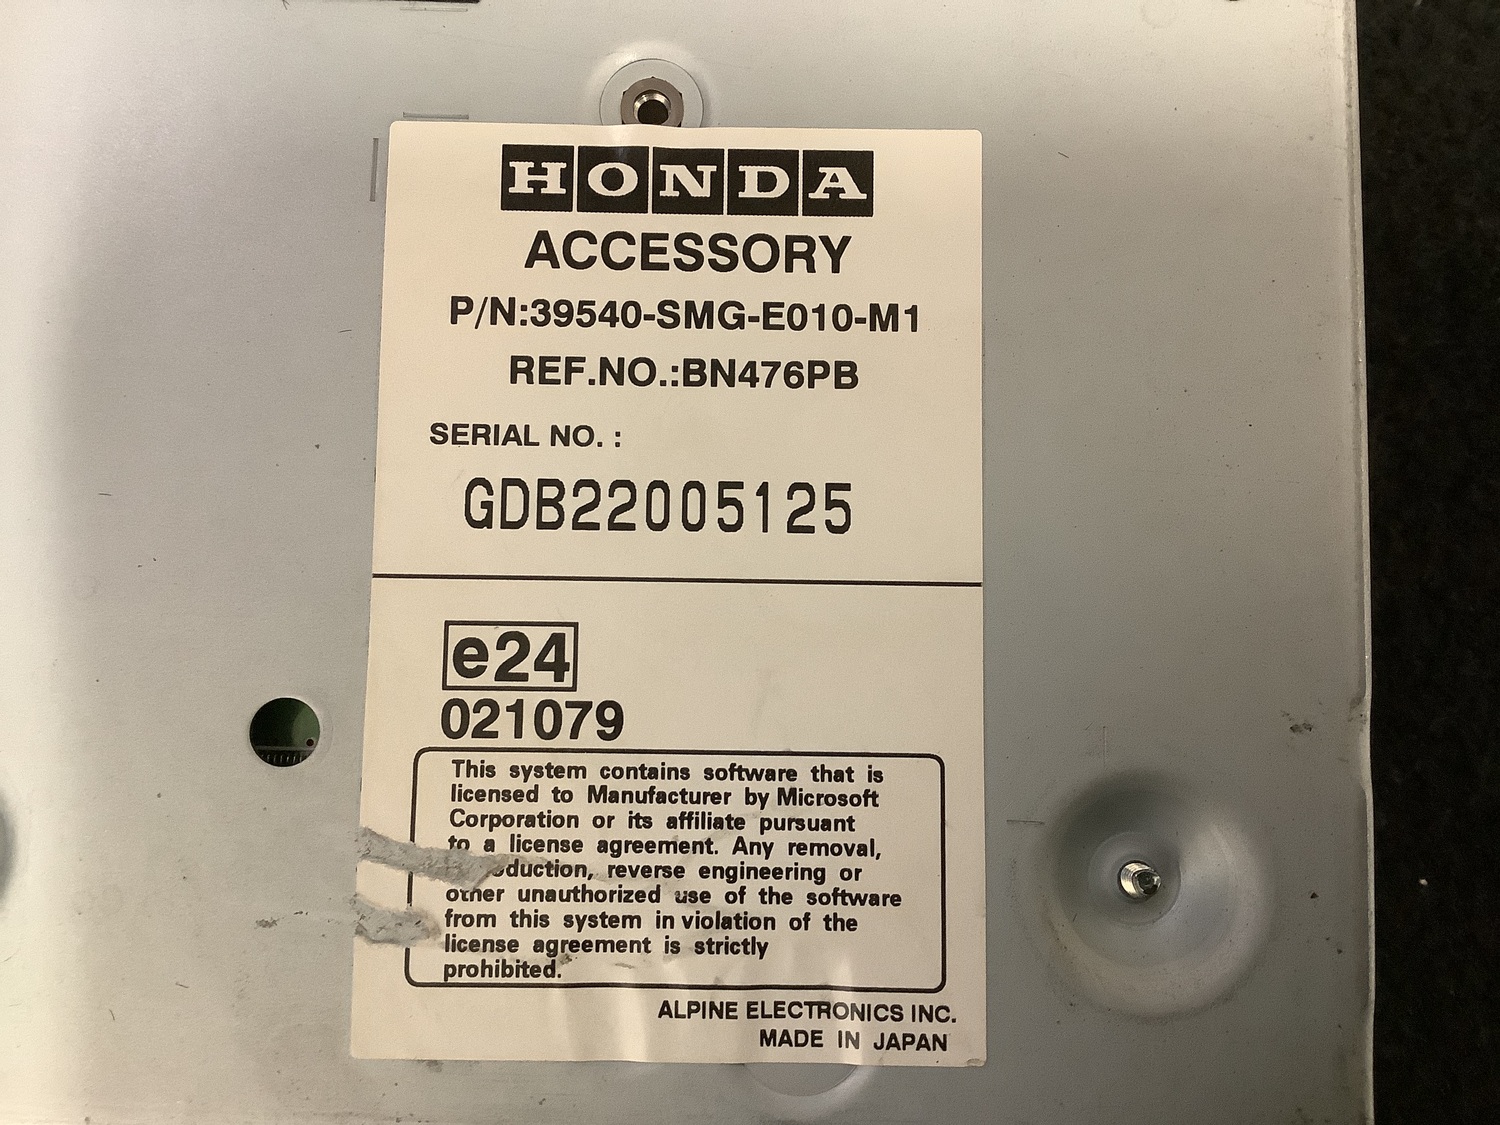 HONDA
ACCESSORY
P/N:39540-SMG-E010-M1
REF.NO.:BN476PB
SERIAL NO. :
GDB22005125
e24
021079
This system contains software that is
licensed to Manufacturer by Microsoft
Corporation or its affiliate pursuant
to a license agreement. Any removal,
oduction, reverse engineering or
other unauthorized use of the software
from this system in violation of the
license agreement is strictly
prohibited.
ALPINE ELECTRONICS INC.
MADE IN JAPAN